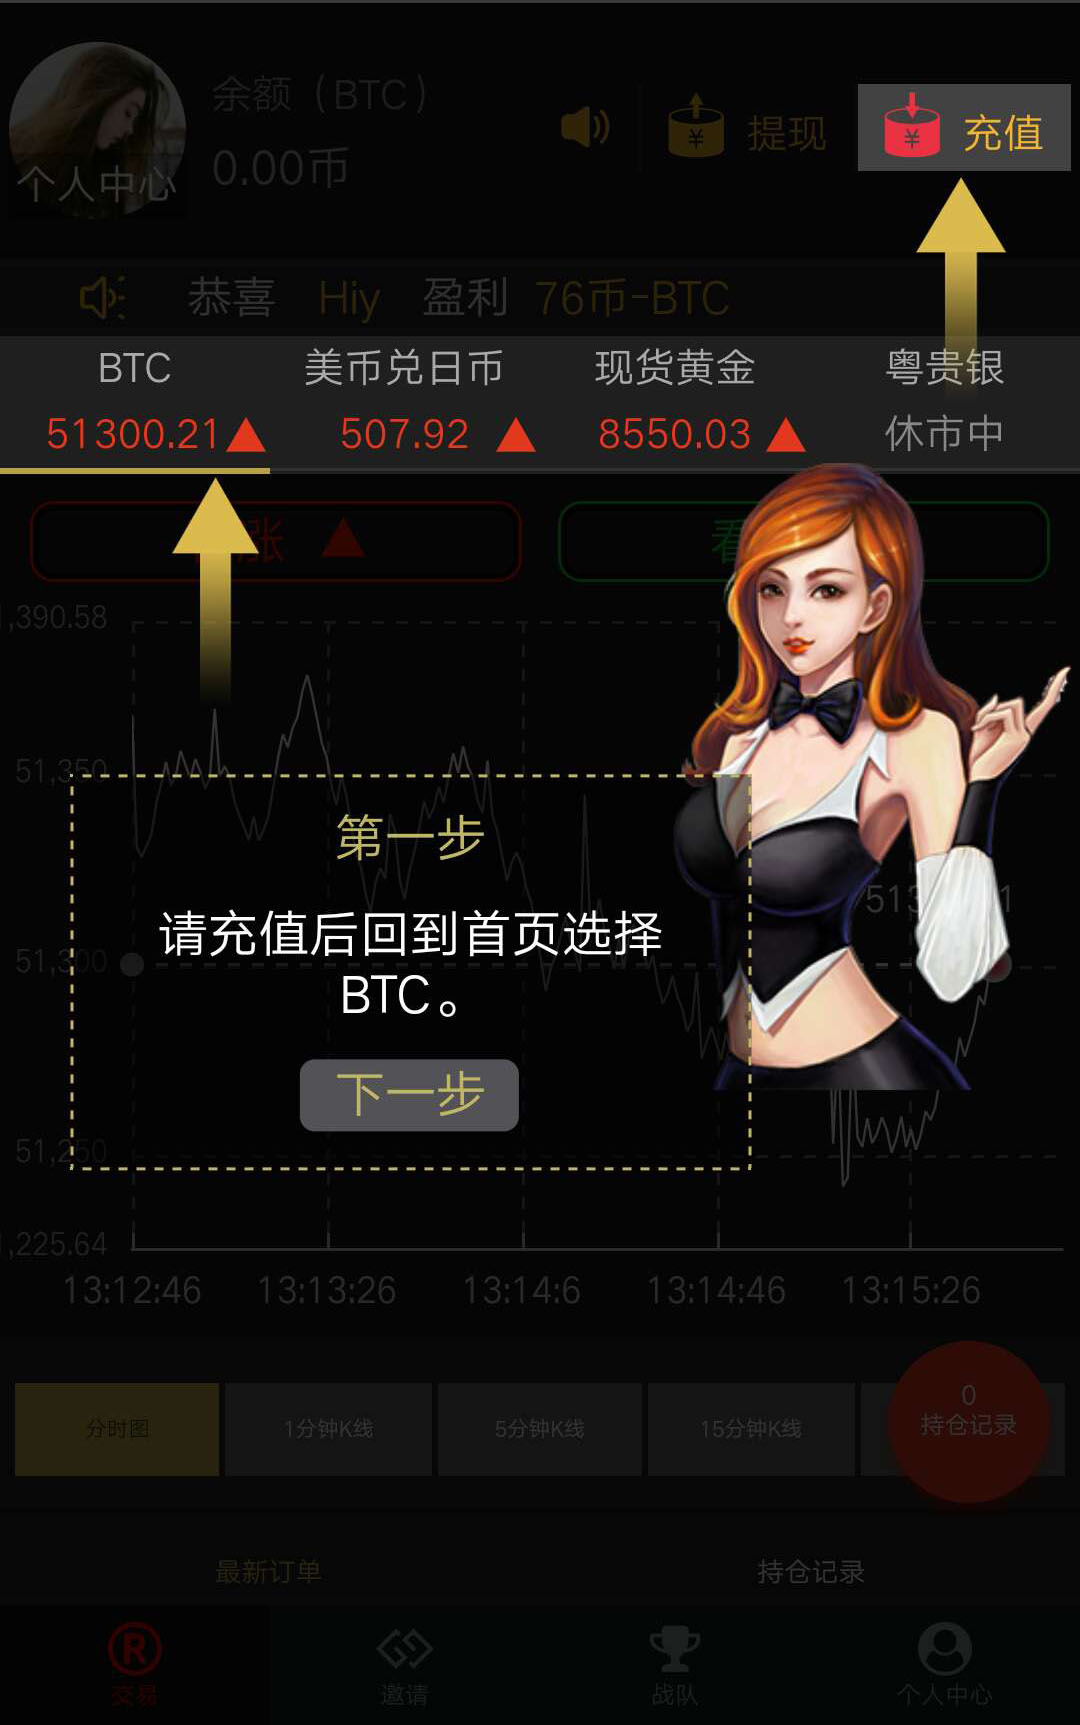 余额（BTC）
0.00币
个人中心
提现
充值
恭喜 Hiy 盈利 76币-BTC
BTC 美币兑日币 现货黄金 粤贵银
51300.21 507.92 8550.03 休市中
涨 看
,390.58
51,350
第一步
请充值后回到首页选择
BTC。
下一步
51,300
51,250
,225.64
13:12:46 13:13:26 13:14:6 13:14:46 13:15:26
分时图 1分钟K线 5分钟K线 15分钟K线
0
持仓记录
最新订单 持仓记录
R
交易 邀请 战队 个人中心